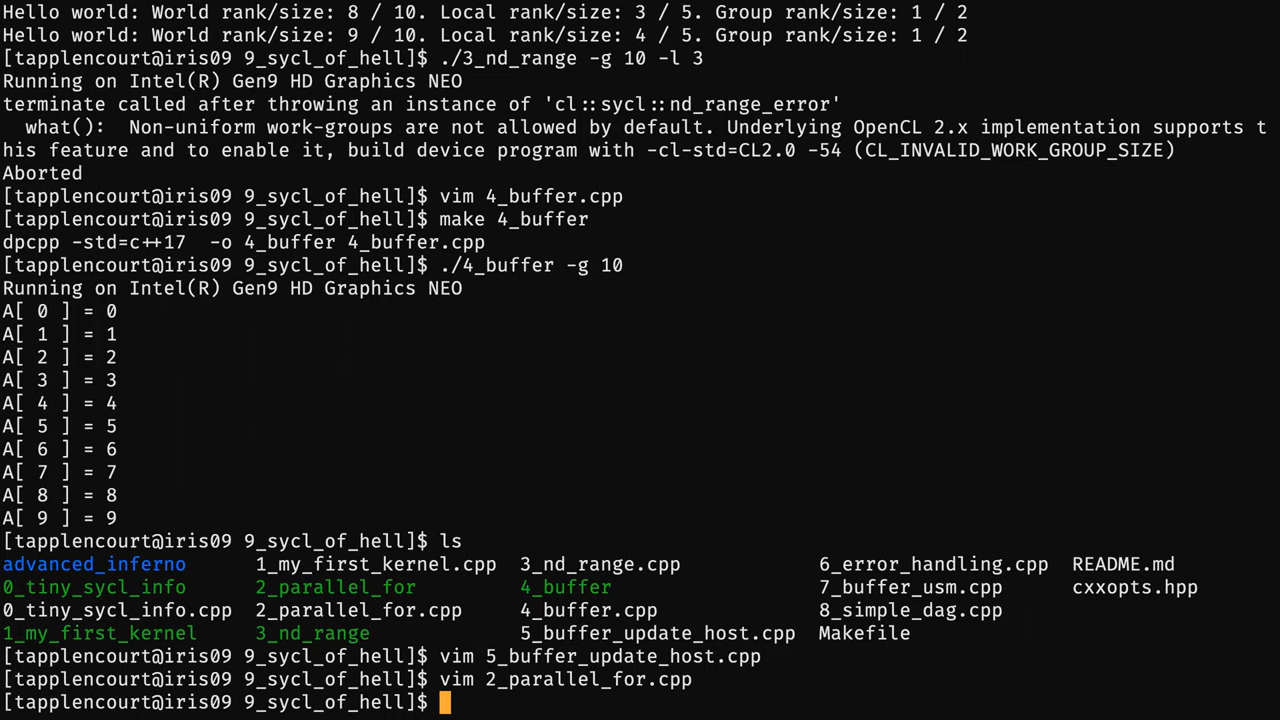 Hello world: World rank/size: 8 / 10. Local rank/size: 3 / 5. Group rank/size: 1 / 2
Hello world: World rank/size: 9 / 10. Local rank/size: 4 / 5. Group rank/size: 1 / 2
[tapplencourt@iris09 9_sycl_of_hell]$ ./3_nd_range -g 10 -l 3
Running on Intel(R) Gen9 HD Graphics NEO
terminate called after throwing an instance of 'cl::sycl::nd_range_error'
  what():  Non-uniform work-groups are not allowed by default. Underlying OpenCL 2.x implementation supports t
his feature and to enable it, build device program with -cl-std=CL2.0 -54 (CL_INVALID_WORK_GROUP_SIZE)
Aborted
[tapplencourt@iris09 9_sycl_of_hell]$ vim 4_buffer.cpp
[tapplencourt@iris09 9_sycl_of_hell]$ make 4_buffer
dpcpp -std=c++17  -o 4_buffer 4_buffer.cpp
[tapplencourt@iris09 9_sycl_of_hell]$ ./4_buffer -g 10
Running on Intel(R) Gen9 HD Graphics NEO
A[ 0 ] = 0
A[ 1 ] = 1
A[ 2 ] = 2
A[ 3 ] = 3
A[ 4 ] = 4
A[ 5 ] = 5
A[ 6 ] = 6
A[ 7 ] = 7
A[ 8 ] = 8
A[ 9 ] = 9
[tapplencourt@iris09 9_sycl_of_hell]$ ls
advanced_inferno      1_my_first_kernel.cpp  3_nd_range.cpp            6_error_handling.cpp  README.md
0_tiny_sycl_info      2_parallel_for         4_buffer                  7_buffer_usm.cpp      cxxopts.hpp
0_tiny_sycl_info.cpp  2_parallel_for.cpp     4_buffer.cpp              8_simple_dag.cpp
1_my_first_kernel     3_nd_range             5_buffer_update_host.cpp  Makefile
[tapplencourt@iris09 9_sycl_of_hell]$ vim 5_buffer_update_host.cpp
[tapplencourt@iris09 9_sycl_of_hell]$ vim 2_parallel_for.cpp
[tapplencourt@iris09 9_sycl_of_hell]$